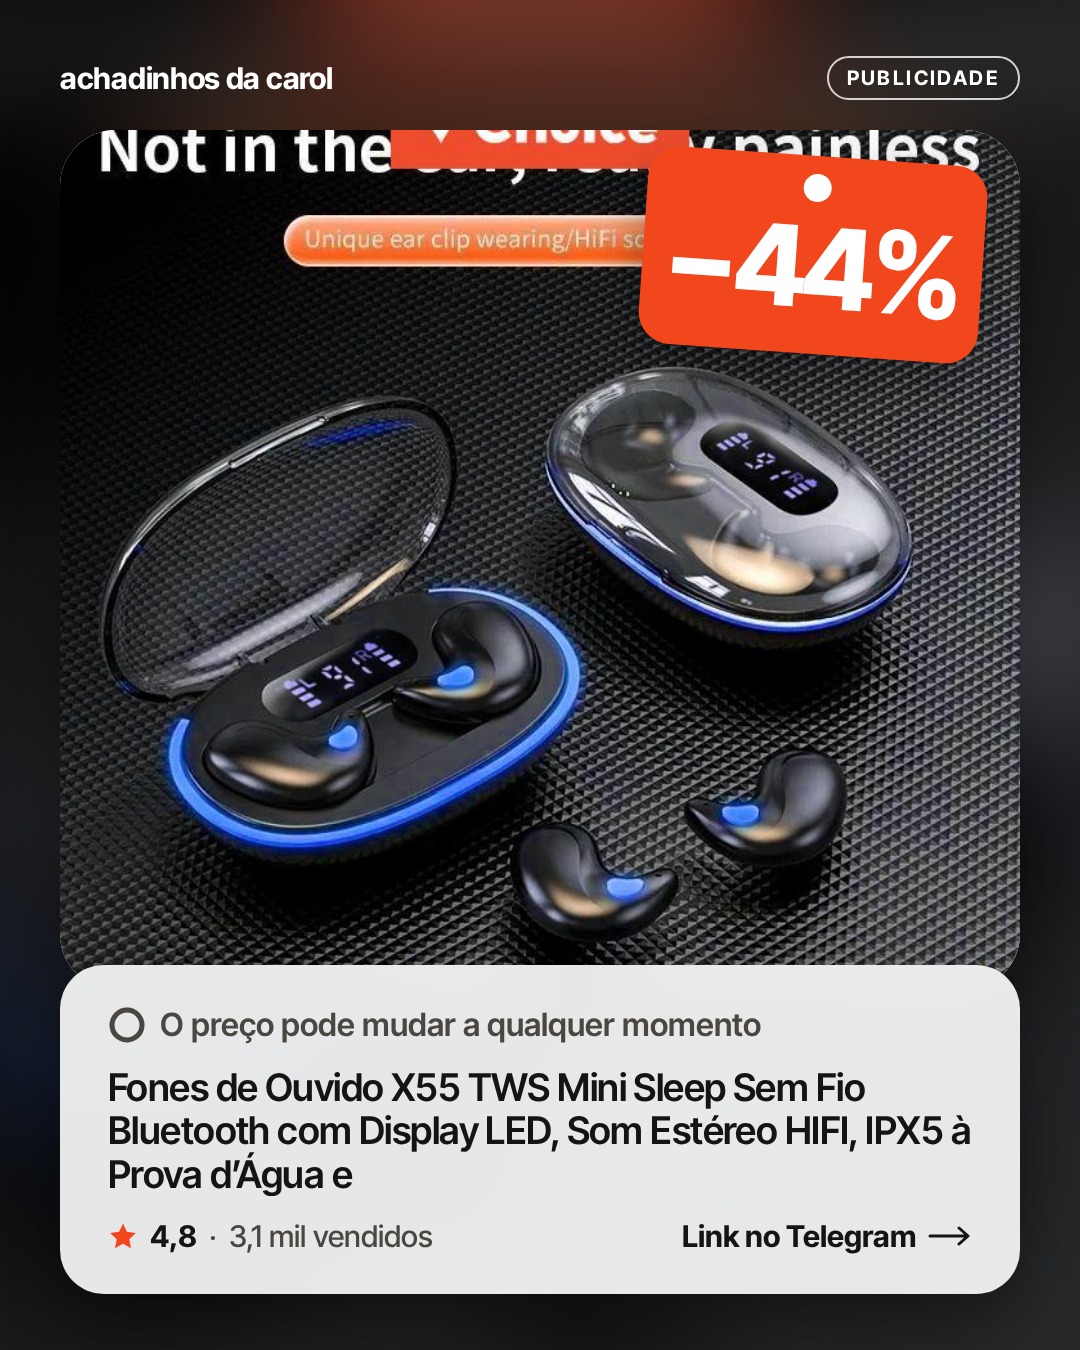 achadinhos da carol
PUBLICIDADE
Choice
Not in the ear, painless
Unique ear clip wearing/HiFi
-44%
O preço pode mudar a qualquer momento
Fones de Ouvido X55 TWS Mini Sleep Sem Fio
Bluetooth com Display LED, Som Estéreo HIFI, IPX5 à
Prova d’Água e
4,8 · 3,1 mil vendidos
Link no Telegram →